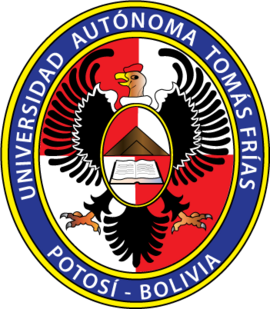 UNIVERSIDAD AUTÓNOMA TOMÁS FRÍAS
POTOSÍ - BOLIVIA